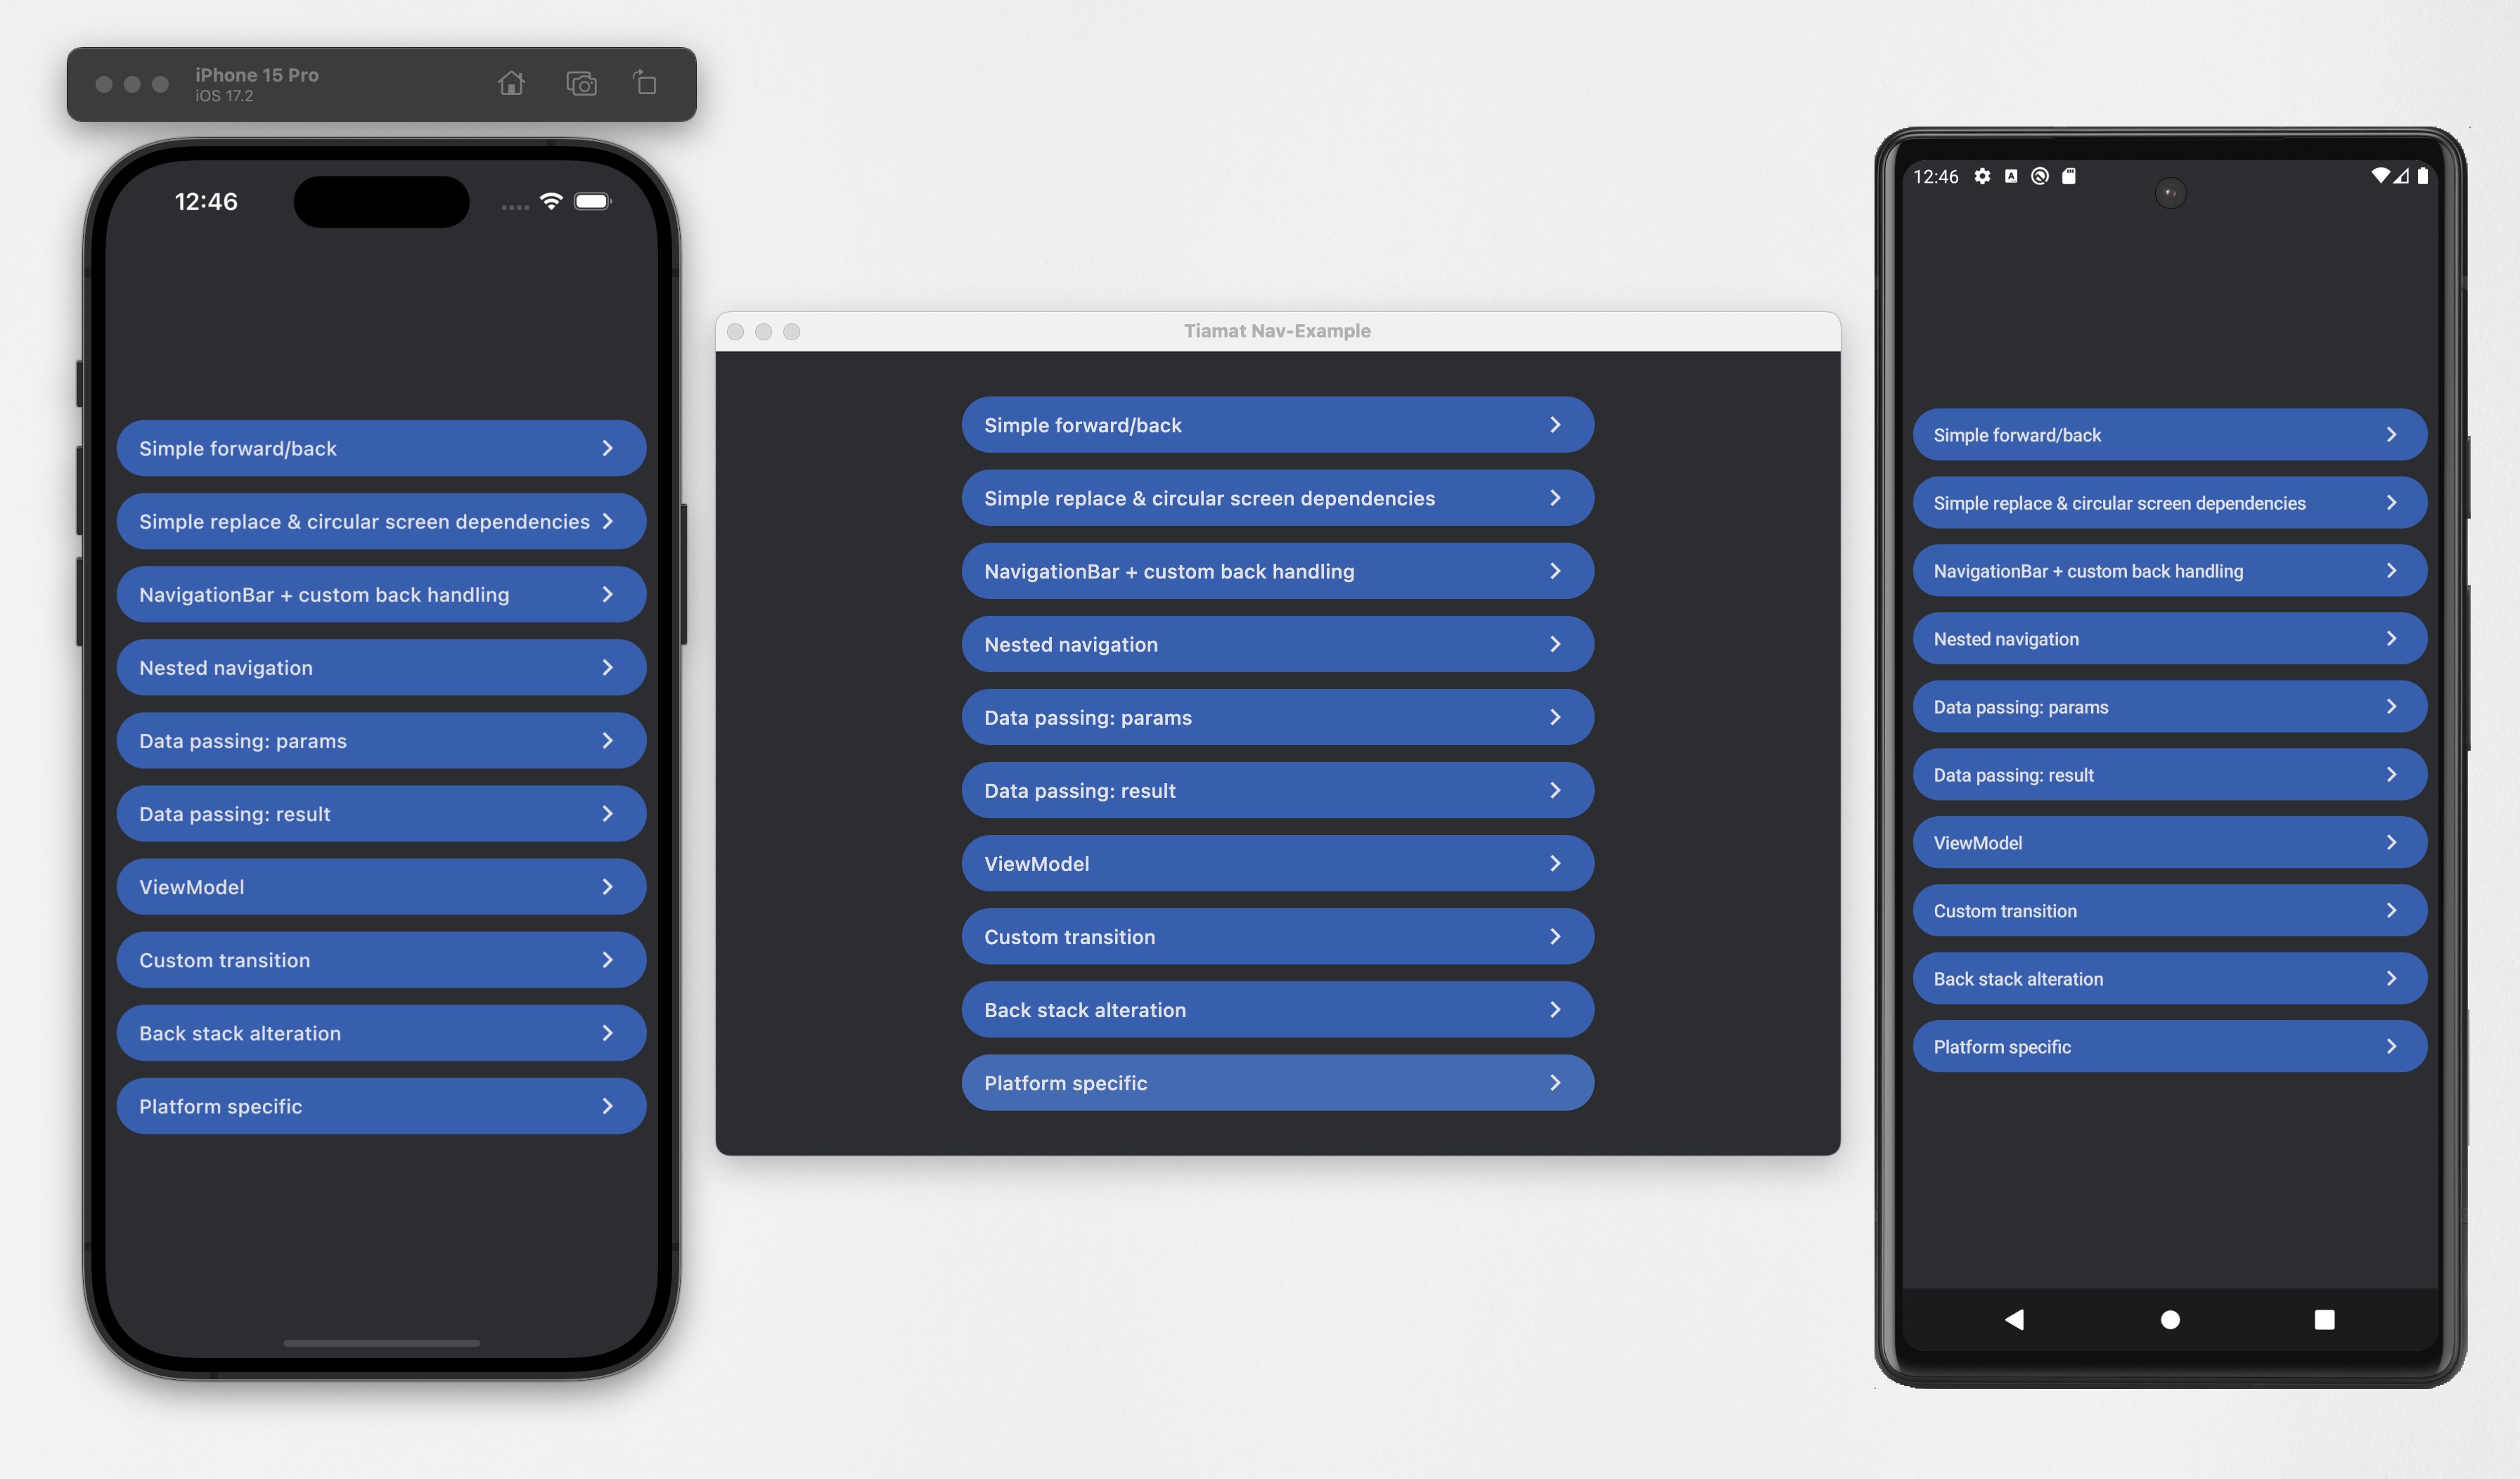 iPhone 15 Pro
iOS 17.2
12:46
Simple forward/back
Simple replace & circular screen dependencies
NavigationBar + custom back handling
Nested navigation
Data passing: params
Data passing: result
ViewModel
Custom transition
Back stack alteration
Platform specific
Tiamat Nav-Example
Simple forward/back
Simple replace & circular screen dependencies
NavigationBar + custom back handling
Nested navigation
Data passing: params
Data passing: result
ViewModel
Custom transition
Back stack alteration
Platform specific
12:46 A
Simple forward/back
Simple replace & circular screen dependencies
NavigationBar + custom back handling
Nested navigation
Data passing: params
Data passing: result
ViewModel
Custom transition
Back stack alteration
Platform specific